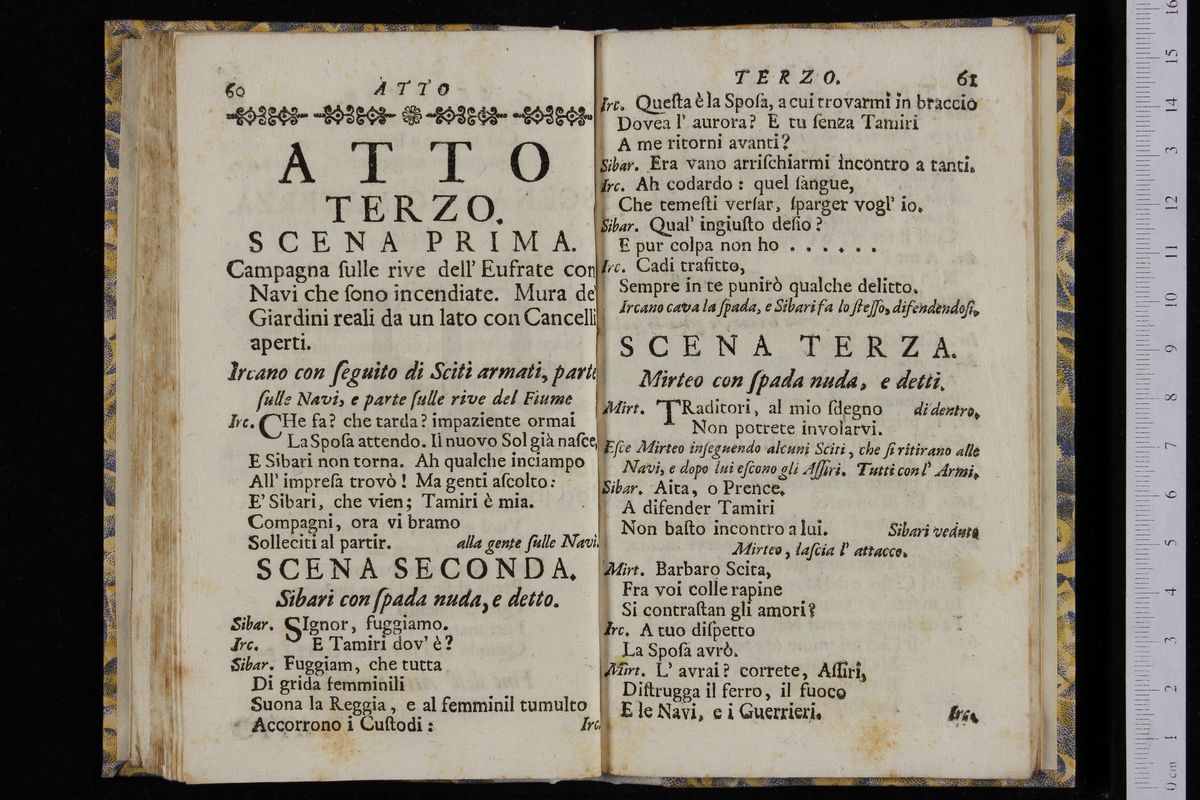 60 ATTO
ATTO
TERZO.
SCENA PRIMA.
Campagna ſulle rive dell' Eufrate con
Navi che ſono incendiate. Mura de'
Giardini reali da un lato con Cancelli
aperti.
Ircano con ſeguito di Sciti armati, parte
ſulle Navi, e parte ſulle rive del Fiume
Irc. CHe fa? che tarda? impaziente ormai
La Spoſa attendo. Il nuovo Sol già naſce,
E Sibari non torna. Ah qualche inciampo
All' impreſa trovò! Ma genti aſcolto:
E' Sibari, che vien; Tamiri è mia.
Compagni, ora vi bramo
Solleciti al partir. alla gente ſulle Navi.
SCENA SECONDA.
Sibari con ſpada nuda, e detto.
Sibar. SIgnor, fuggiamo.
Irc. E Tamiri dov' è?
Sibar. Fuggiam, che tutta
Di grida femminili
Suona la Reggia, e al femminil tumulto
Accorrono i Cuſtodi:
Irc.
TERZO. 61
Irc. Queſta è la Spoſa, a cui trovarmi in braccio
Dovea l' aurora? E tu ſenza Tamiri
A me ritorni avanti?
Sibar. Era vano arriſchiarmi incontro a tanti.
Irc. Ah codardo: quel ſangue,
Che temeſti verſar, ſparger vogl' io.
Sibar. Qual' ingiuſto deſio?
E pur colpa non ho . . . . . .
Irc. Cadi trafitto,
Sempre in te punirò qualche delitto.
Ircano cava la ſpada, e Sibari fa lo ſteſſo, difendendoſi.
SCENA TERZA.
Mirteo con ſpada nuda, e detti.
Mirt. TRaditori, al mio ſdegno di dentro.
Non potrete involarvi.
Eſce Mirteo inſeguendo alcuni Sciti, che ſi ritirano alle
Navi, e dopo lui eſcono gli Aſſiri. Tutti con l' Armi.
Sibar. Aita, o Prence.
A difender Tamiri
Non baſto incontro a lui. Sibari veduto
Mirteo, laſcia l' attacco.
Mirt. Barbaro Scita,
Fra voi colle rapine
Si contraſtan gli amori?
Irc. A tuo diſpetto
La Spoſa avrò.
Mirt. L' avrai? correte, Aſſiri,
Diſtrugga il ferro, il fuoco
E le Navi, e i Guerrieri.
Irc.